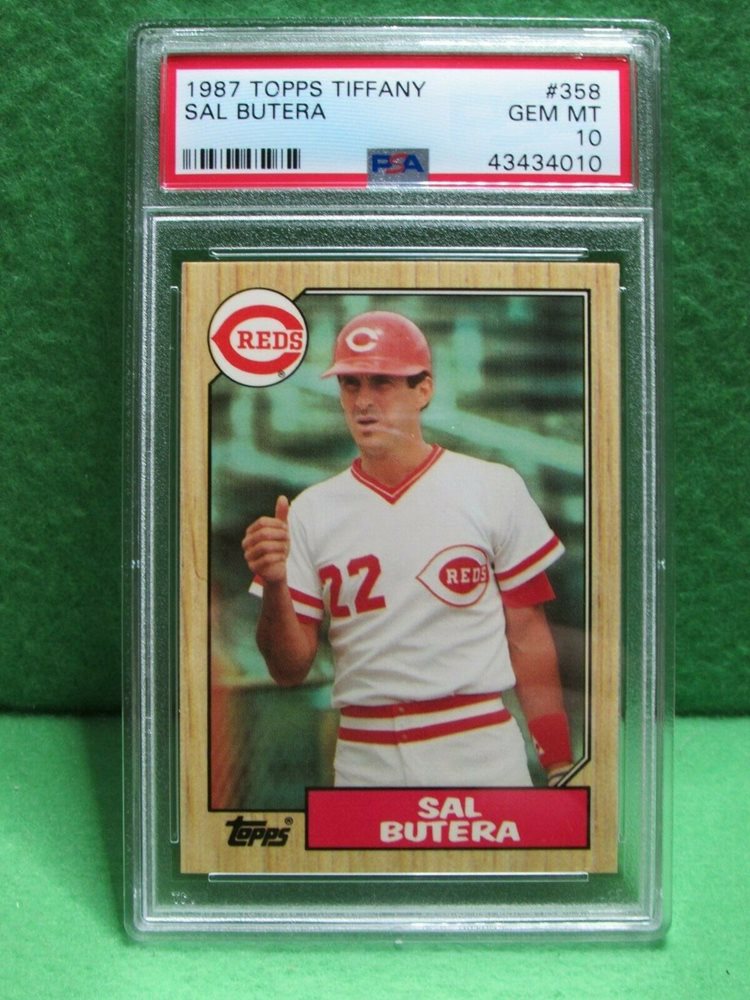 1987 TOPPS TIFFANY #358
SAL BUTERA GEM MT
10
PSA 43434010
REDS
®
C
22 REDS
Topps® SAL
BUTERA